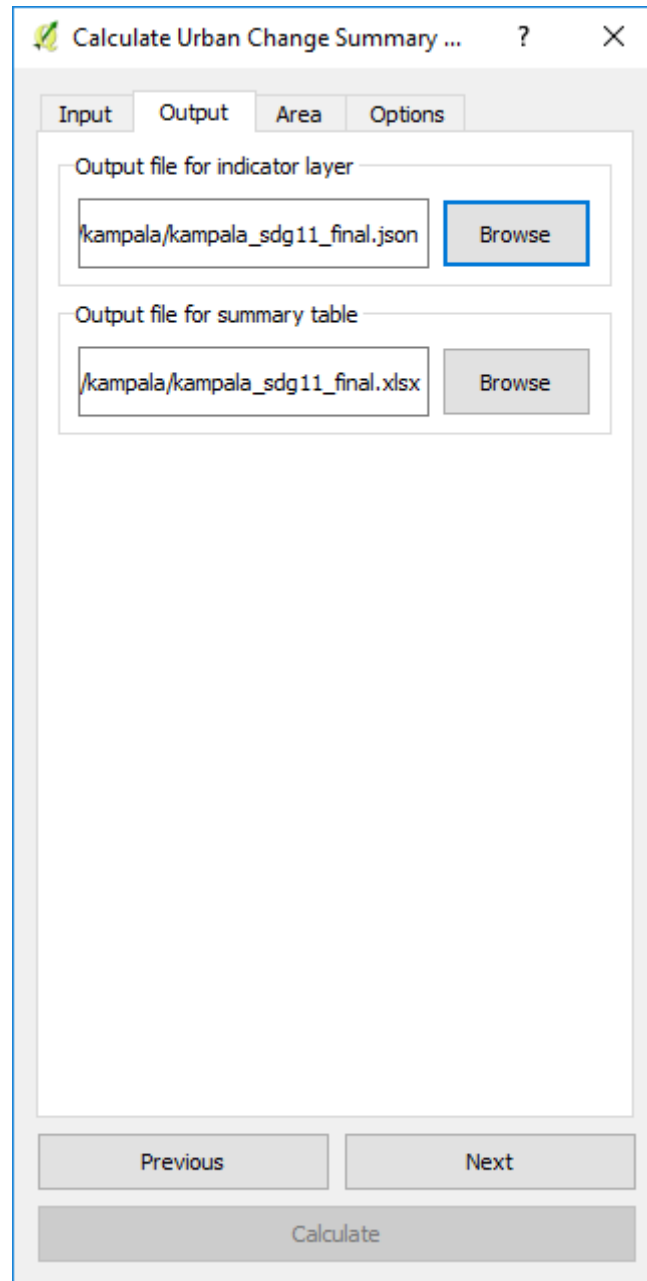 Calculate Urban Change Summary ... ?
Input Output Area Options
Output file for indicator layer
/kampala/kampala_sdg11_final.json Browse
Output file for summary table
/kampala/kampala_sdg11_final.xlsx Browse
Previous Next
Calculate